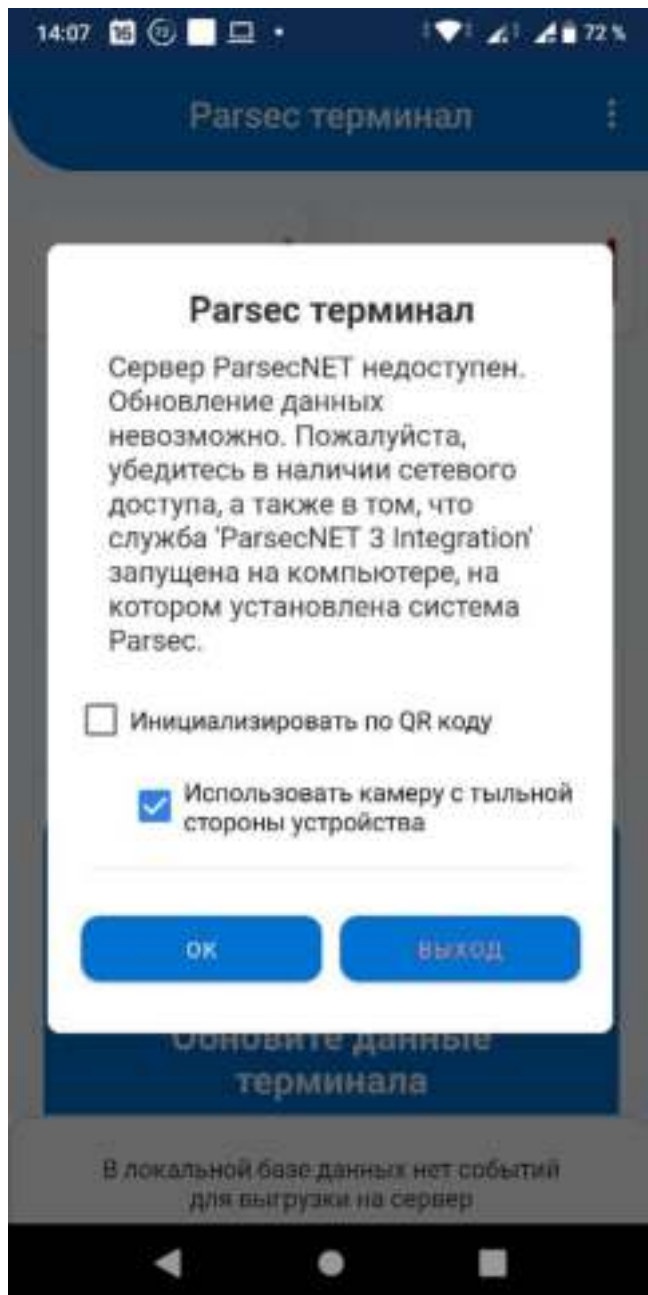 14:07
72 %
Parsec терминал
Parsec терминал
Сервер ParsecNET недоступен.
Обновление данных
невозможно. Пожалуйста,
убедитесь в наличии сетевого
доступа, а также в том, что
служба 'ParsecNET 3 Integration'
запущена на компьютере, на
котором установлена система
Parsec.
Инициализировать по QR коду
Использовать камеру с тыльной
стороны устройства
ОК
ВЫХОД
Обновите данные
терминала
В локальной базе данных нет событий
для выгрузки на сервер